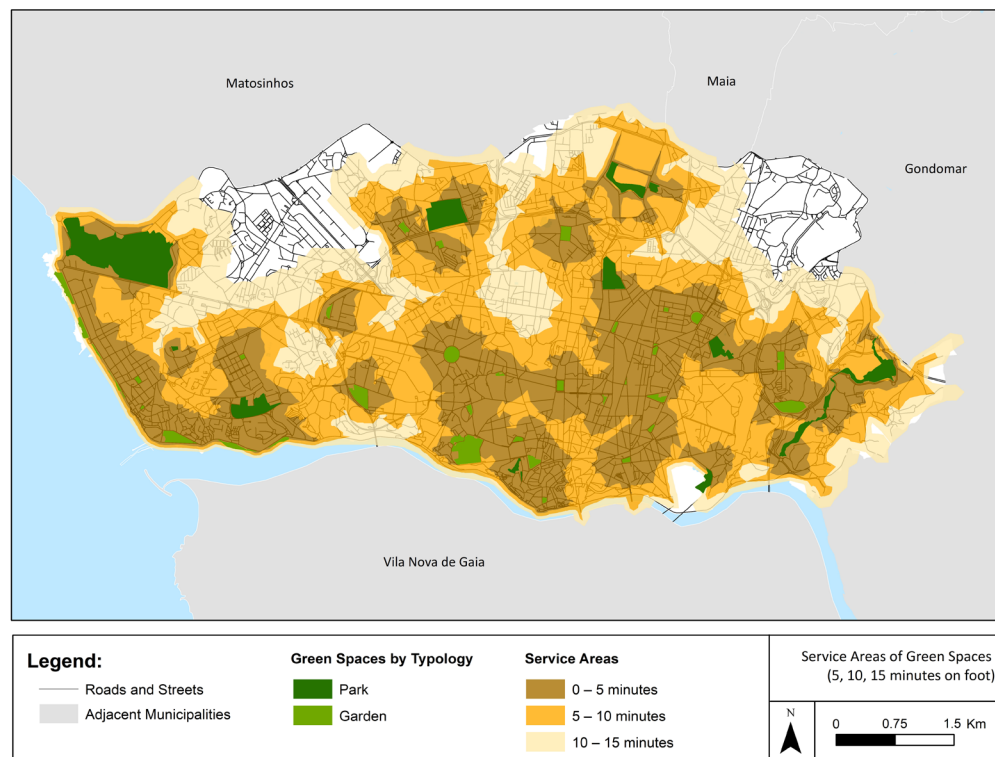 Matosinhos
Maia
Gondomar
Vila Nova de Gaia
Legend:
Roads and Streets
Adjacent Municipalities
Green Spaces by Typology
Park
Garden
Service Areas
0 – 5 minutes
5 – 10 minutes
10 – 15 minutes
Service Areas of Green Spaces
(5, 10, 15 minutes on foot)
N
0 0.75 1.5 Km